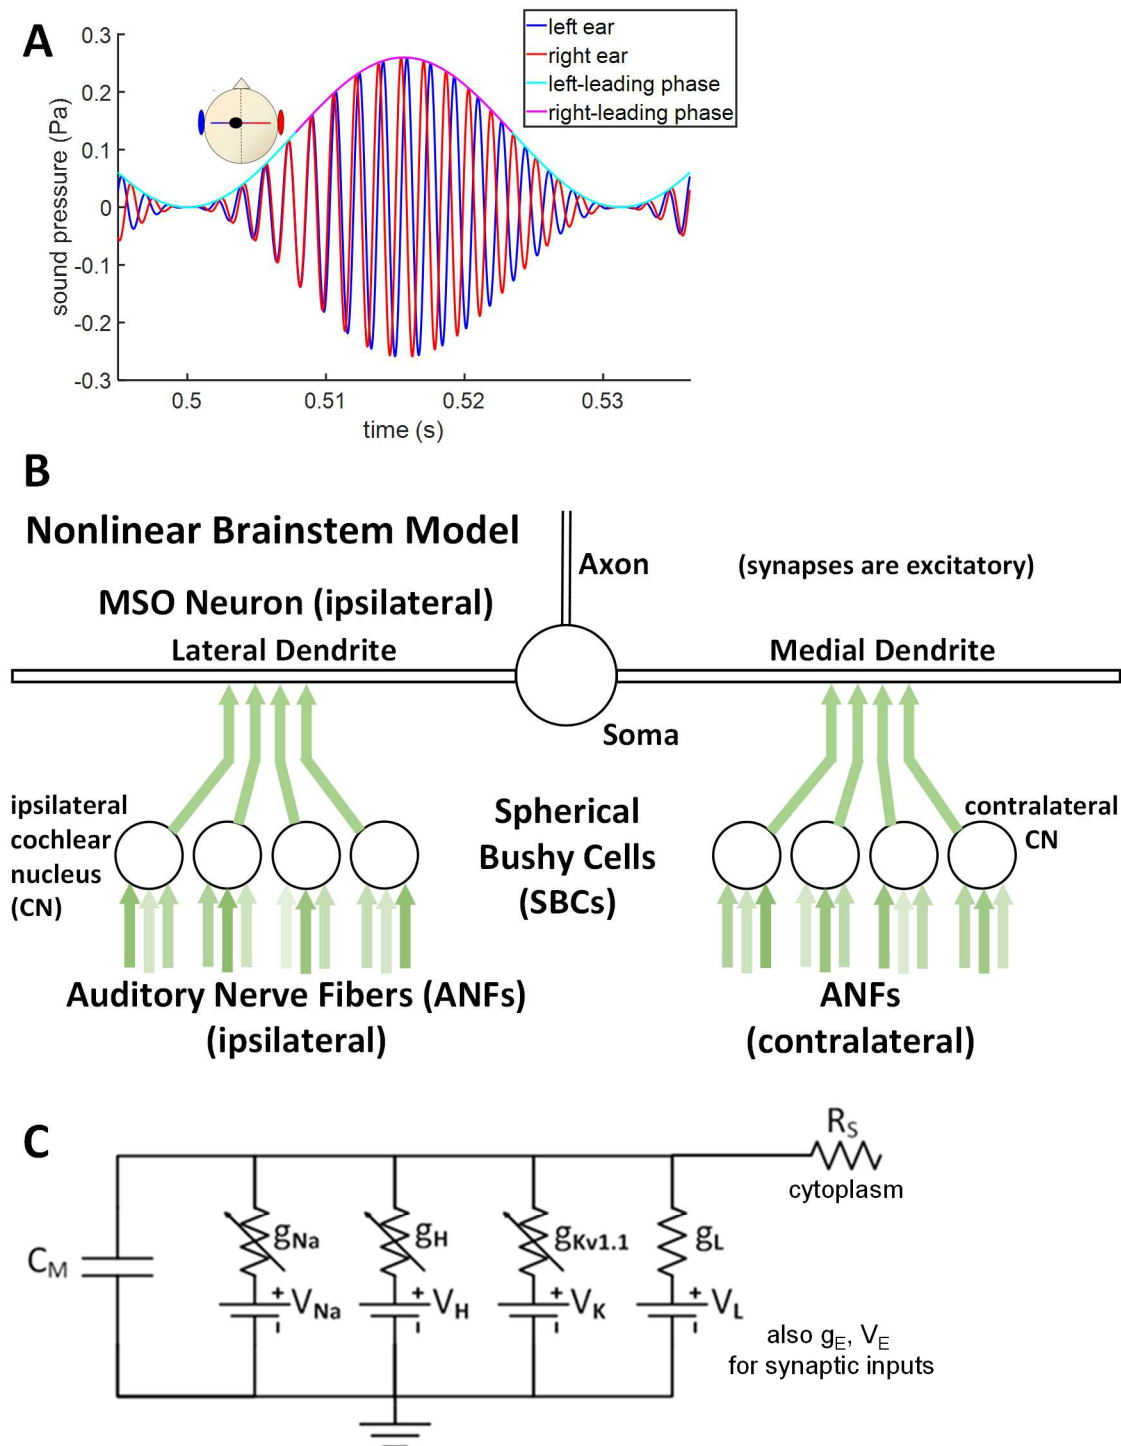 A
left ear
right ear
left-leading phase
right-leading phase
0.3
0.2
0.1
0
-0.1
-0.2
-0.3
sound pressure (Pa)
0.5
0.51
0.52
0.53
time (s)
B
Nonlinear Brainstem Model
Axon
(synapses are excitatory)
MSO Neuron (ipsilateral)
Lateral Dendrite
Medial Dendrite
Soma
ipsilateral
cochlear
nucleus
(CN)
Spherical
Bushy Cells
(SBCs)
contralateral
CN
Auditory Nerve Fibers (ANFs)
(ipsilateral)
ANFs
(contralateral)
C
RS
cytoplasm
CM
gNa
gH
gKv1.1
gL
+ VNa
+ VH
+ VK
+ VL
also gE, VE
for synaptic inputs